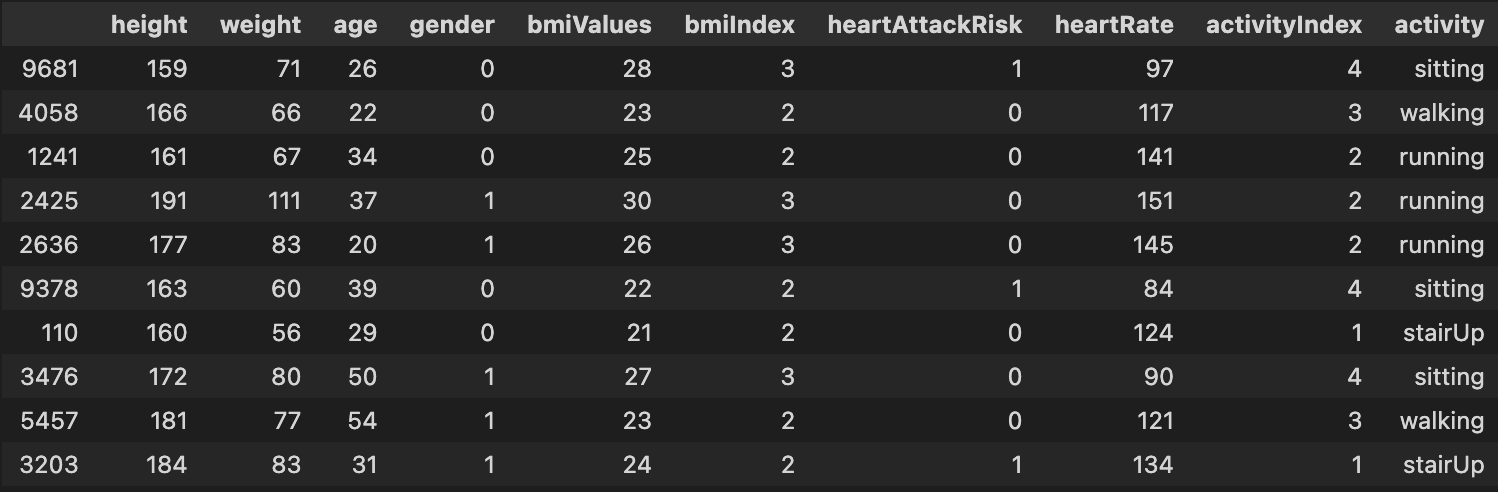 height weight age gender bmiValues bmiIndex heartAttackRisk heartRate activityIndex activity
9681 159 71 26 0 28 3 1 97 4 sitting
4058 166 66 22 0 23 2 0 117 3 walking
1241 161 67 34 0 25 2 0 141 2 running
2425 191 111 37 1 30 3 0 151 2 running
2636 177 83 20 1 26 3 0 145 2 running
9378 163 60 39 0 22 2 1 84 4 sitting
110 160 56 29 0 21 2 0 124 1 stairUp
3476 172 80 50 1 27 3 0 90 4 sitting
5457 181 77 54 1 23 2 0 121 3 walking
3203 184 83 31 1 24 2 1 134 1 stairUp